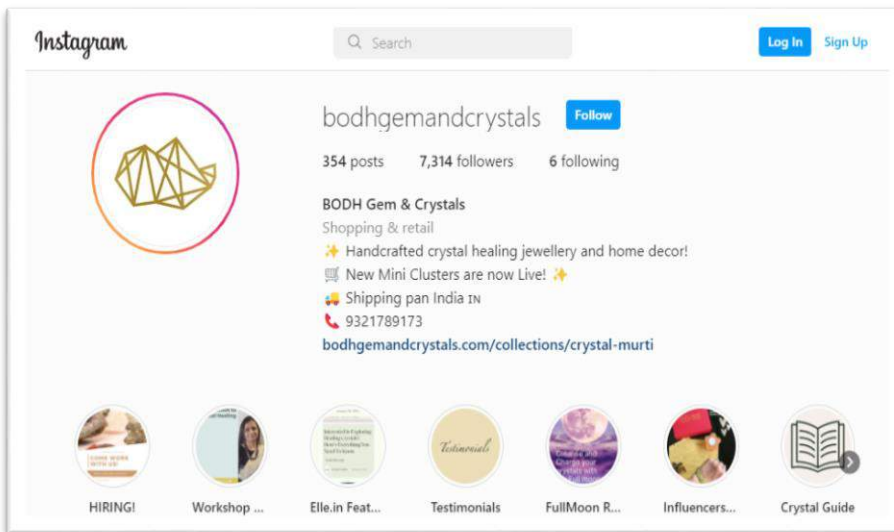 Instagram
Search
Log In
Sign Up
bodhgemandcrystals
Follow
354 posts 7,314 followers 6 following
BODH Gem & Crystals
Shopping & retail
✨ Handcrafted crystal healing jewellery and home decor!
🛒 New Mini Clusters are now Live! ✨
🚚 Shipping pan India IN
📞 9321789173
bodhgemandcrystals.com/collections/crystal-murti
Testimonials
HIRING!
Workshop ...
Elle.in Feat...
Testimonials
FullMoon R...
Influencers...
Crystal Guide